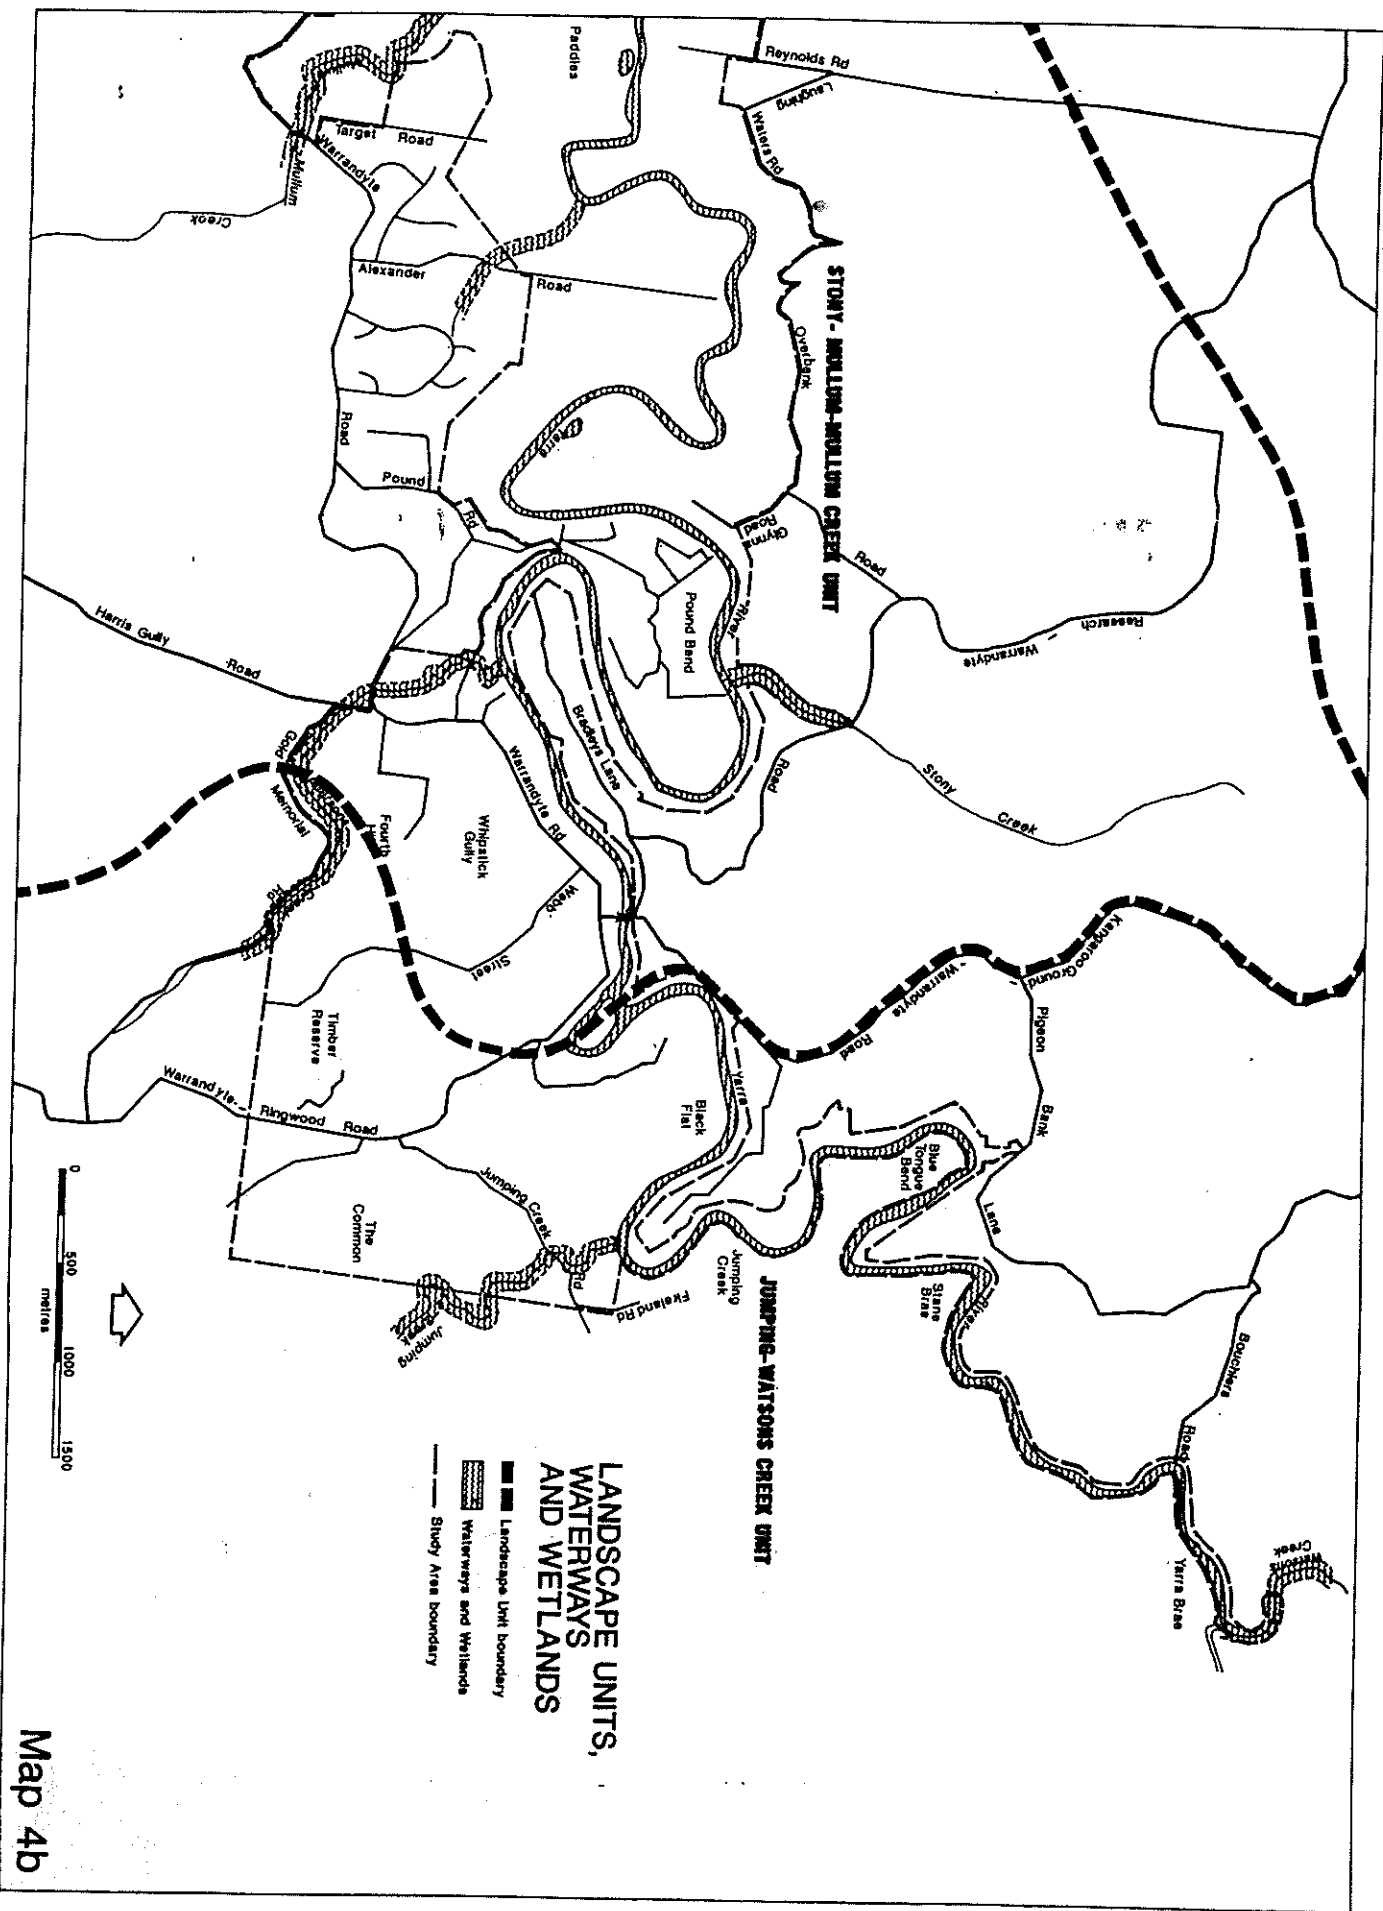 Paddles
Reynolds Rd
Laughing
Waters Rd
Target Road
Warrandyte
Mullum
Creek
Alexander
Road
STONY- MULLUM-MULLUM CREEK UNIT
Overbank
Yarra
Road
Pound
Rd
Glynns
Road
Road
River
Pound Bend
Research
Warrandyte
Harris Gully
Road
Bradleys Lane
Warrandyte Rd
Road
Stony
Creek
Gold
Memorial
Fourth
Hill
Whipstick
Gully
Webb
Street
Creek
Rd
Kangaroo Ground
Warrandyte
Road
Pigeon
Bank
Lane
Timber
Reserve
Warrandyte-
Ringwood Road
Black
Flat
Yarra
Blue
Tongue
Bend
Jumping Creek
Rd
The
Common
Jumping
Creek
Jumping
Creek
Stane
Brae
River
Bouchiers
Road
JUMPING-WATSONS CREEK UNIT
Watsons
Creek
Yarra Brae
0 500 1000 1500
metres
LANDSCAPE UNITS,
WATERWAYS
AND WETLANDS
Landscape Unit boundary
Waterways and Wetlands
Study Area boundary
Map 4b